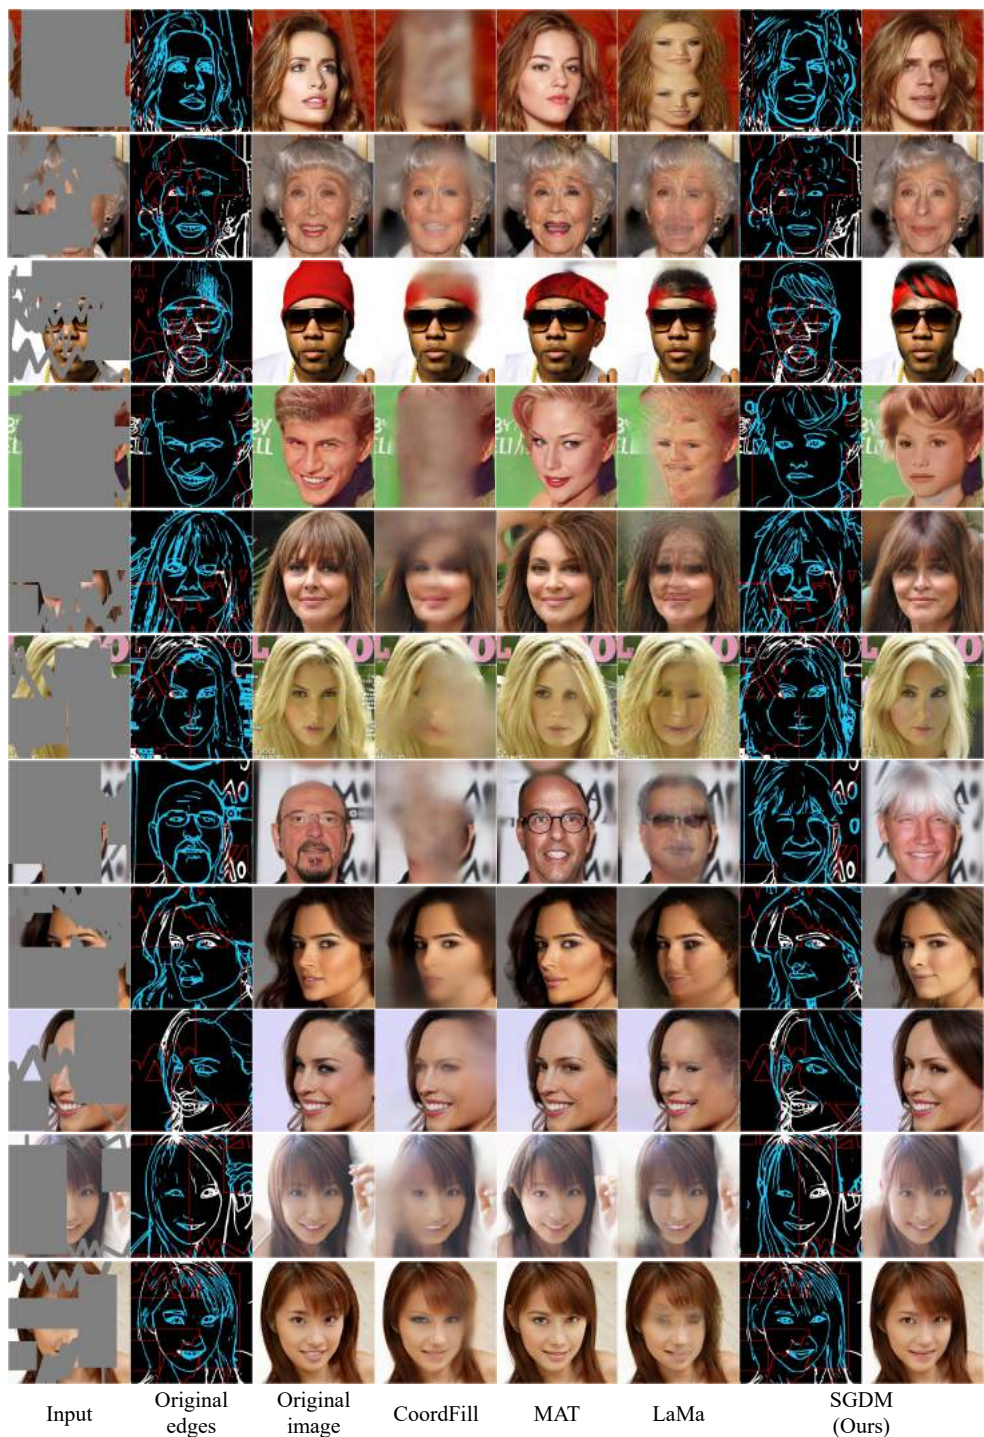 Input
Original
edges
Original
image
CoordFill
MAT
LaMa
SGDM
(Ours)